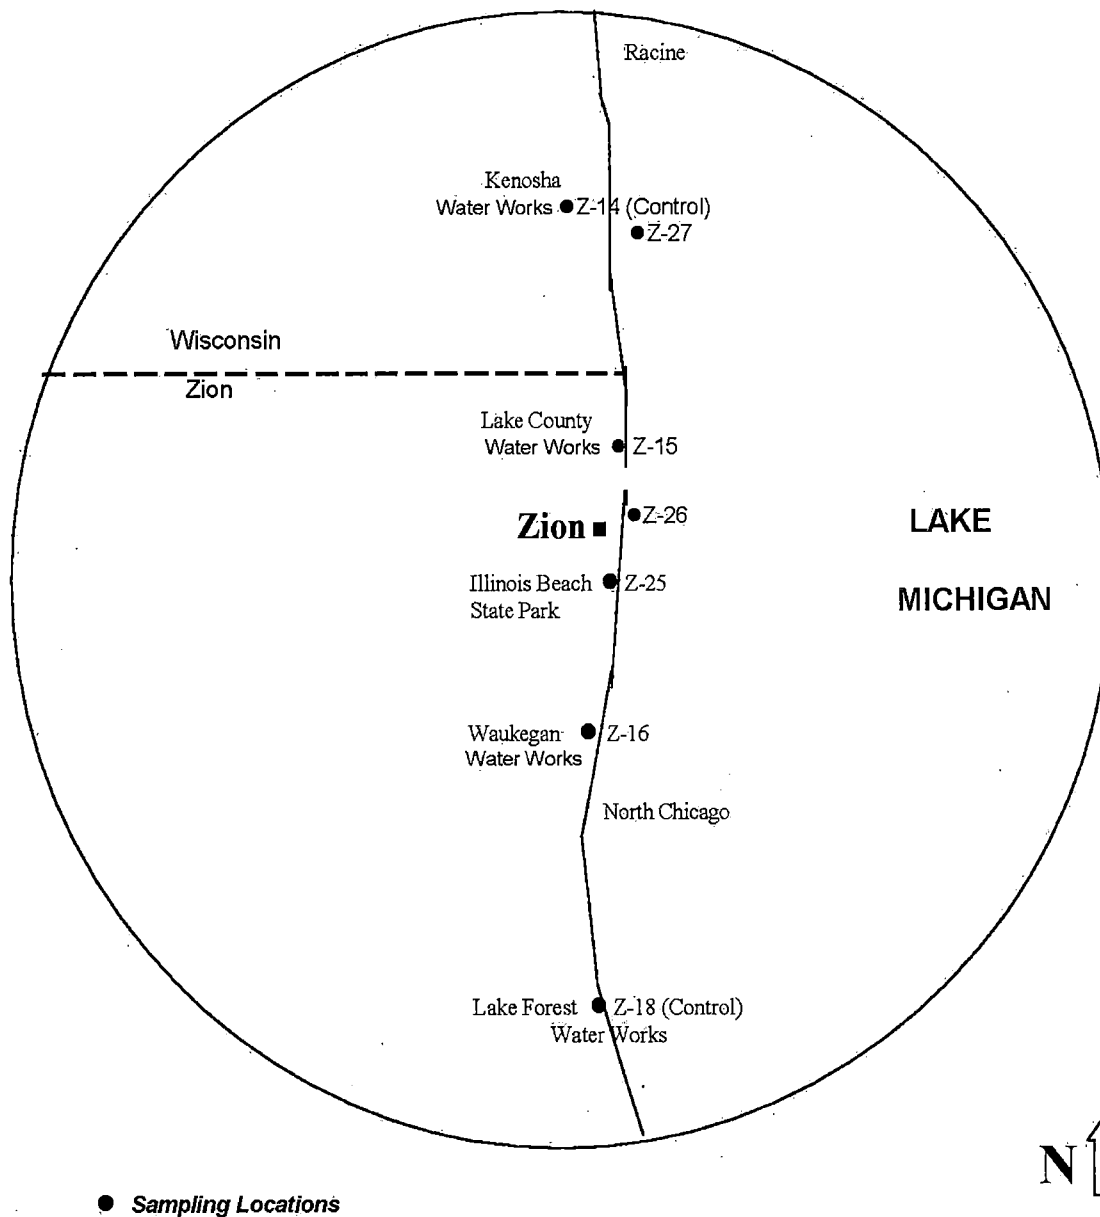 Racine
Kenosha
Water Works Z-14 (Control)
Z-27
Wisconsin
Zion
Lake County
Water Works Z-15
Z-26
Zion
LAKE
Illinois Beach Z-25
State Park
MICHIGAN
Waukegan Z-16
Water Works
North Chicago
Lake Forest Z-18 (Control)
Water Works
N
Sampling Locations